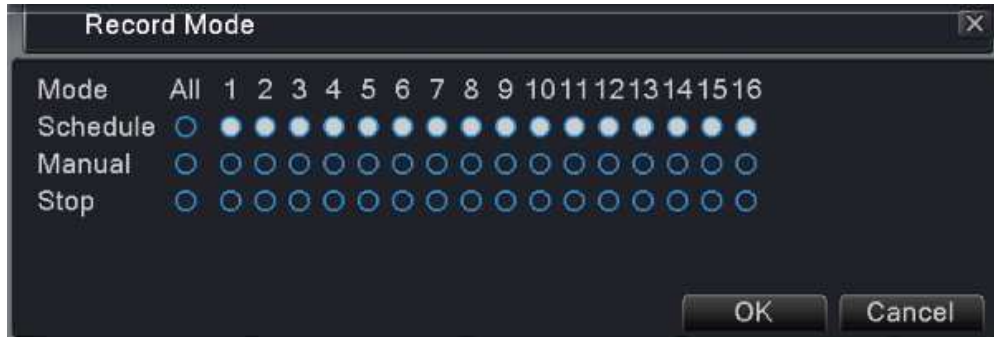 Record Mode
Mode All 1 2 3 4 5 6 7 8 9 10 11 12 13 14 15 16
Schedule
Manual
Stop
OK Cancel